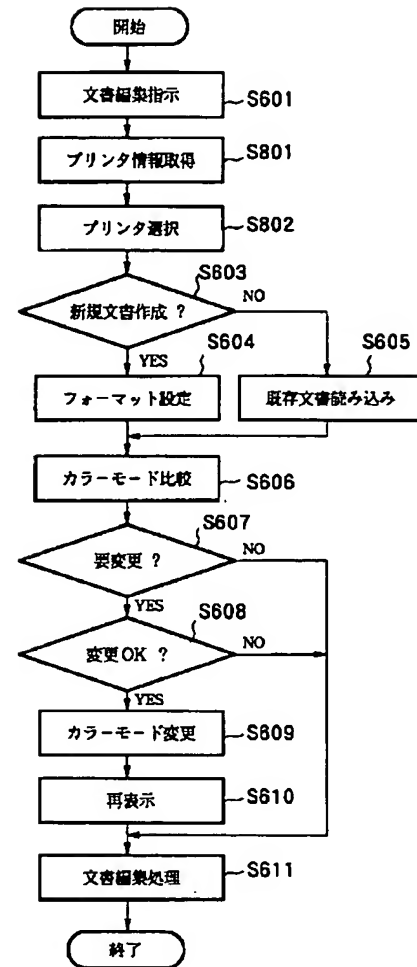 開始
文書編集指示 S601
プリンタ情報取得 S801
プリンタ選択 S802
S603
新規文書作成 ? NO
YES S604 S605
フォーマット設定 既存文書読み込み
カラーモード比較 S606
S607
要変更 ? NO
YES S608
変更OK ? NO
YES
カラーモード変更 S609
再表示 S610
文書編集処理 S611
終了